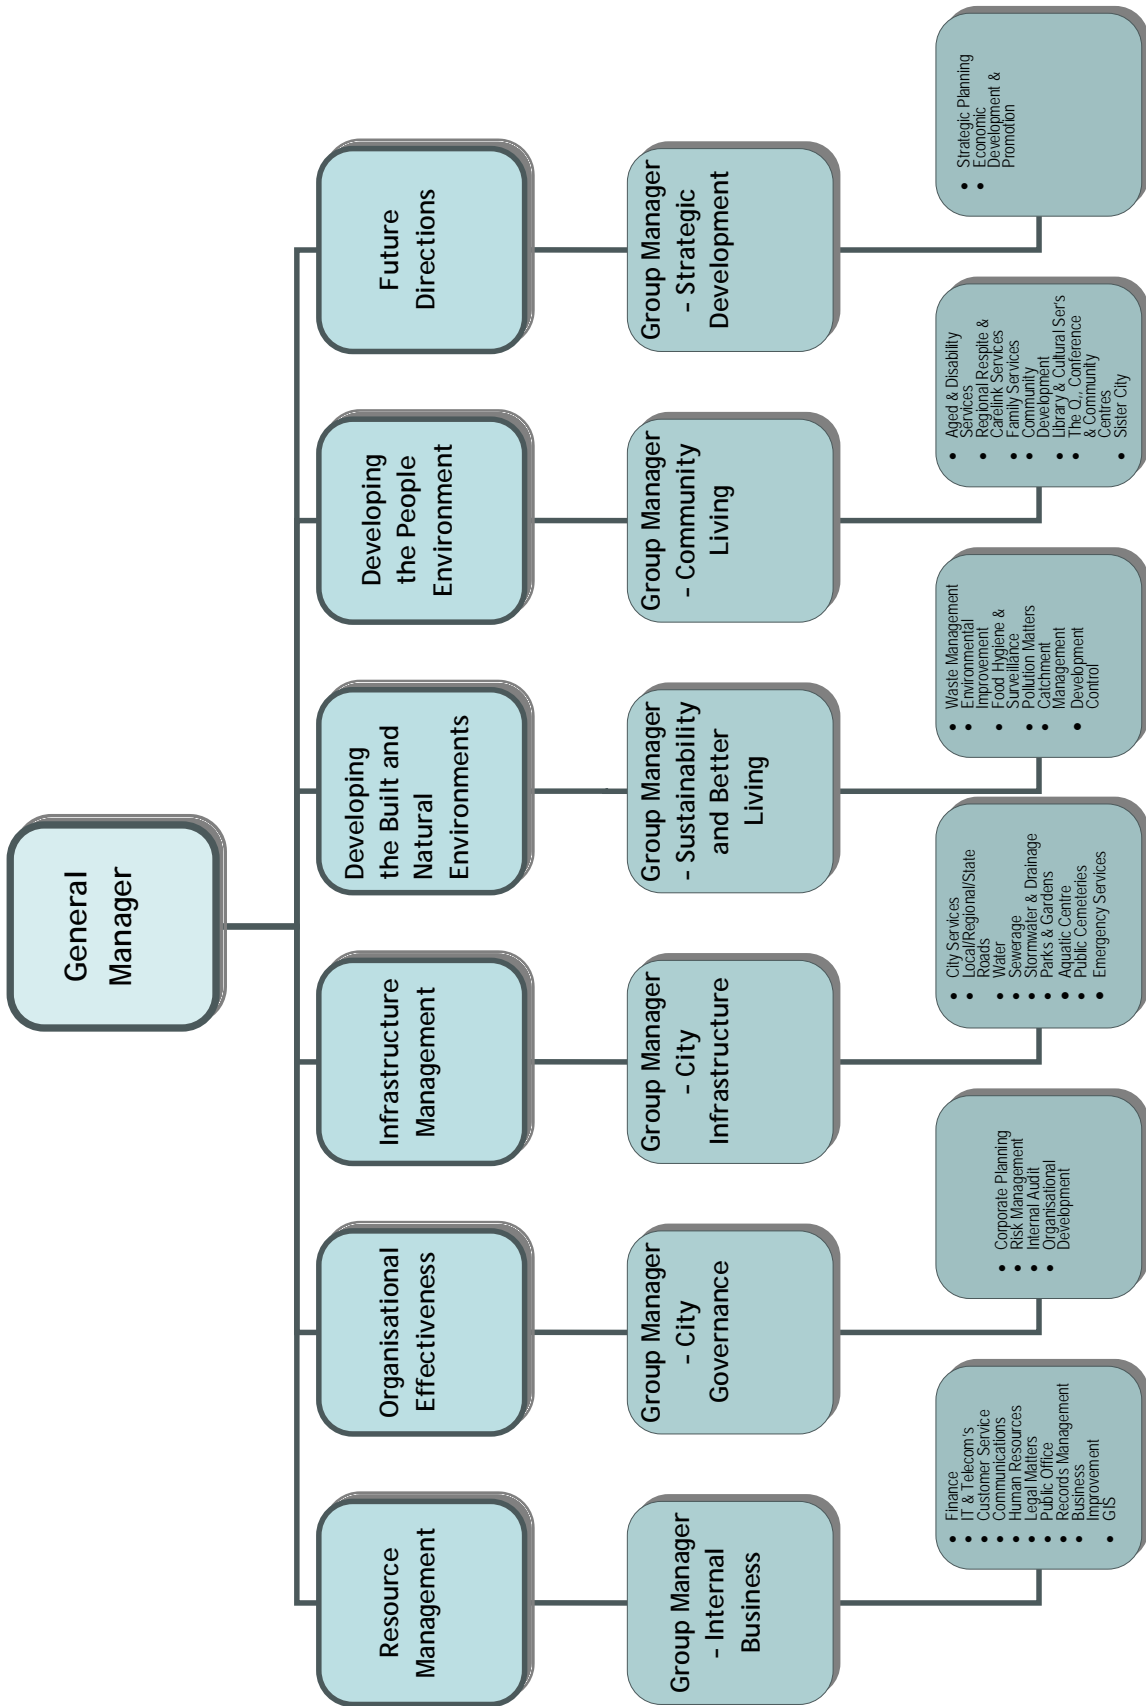 General
Manager
Resource
Management
Organisational
Effectiveness
Infrastructure
Management
Developing
the Built and
Natural
Environments
Developing
the People
Environment
Future
Directions
Group Manager
- Internal
Business
Group Manager
- City
Governance
Group Manager
- City
Infrastructure
Group Manager
- Sustainability
and Better
Living
Group Manager
- Community
Living
Group Manager
- Strategic
Development
• Finance
• IT & Telecom's
• Customer Service
• Communications
• Human Resources
• Legal Matters
• Public Office
• Records Management
• Business
Improvement
• GIS
• Corporate Planning
• Risk Management
• Internal Audit
• Organisational
Development
• City Services
• Local/Regional/State
Roads
• Water
• Sewerage
• Stormwater & Drainage
• Parks & Gardens
• Aquatic Centre
• Public Cemeteries
• Emergency Services
• Waste Management
• Environmental
Improvement
• Food Hygiene &
Surveillance
• Pollution Matters
• Catchment
Management
• Development
Control
• Aged & Disability
Services
• Regional Respite &
Carelink Services
• Family Services
• Community
Development
• Library & Cultural Ser's
• The Q,, Conference
& Community
Centres
• Sister City
• Strategic Planning
• Economic
Development &
Promotion